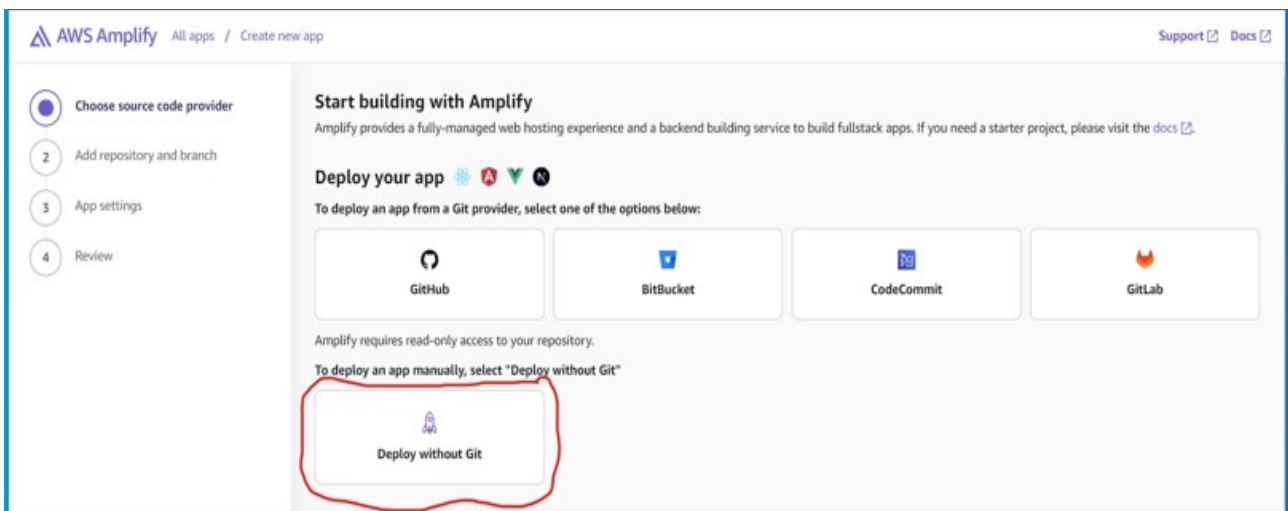 AWS Amplify All apps / Create new app Support Docs
Choose source code provider
2 Add repository and branch
3 App settings
4 Review
Start building with Amplify
Amplify provides a fully-managed web hosting experience and a backend building service to build fullstack apps. If you need a starter project, please visit the docs.
Deploy your app
To deploy an app from a Git provider, select one of the options below:
GitHub BitBucket CodeCommit GitLab
Amplify requires read-only access to your repository.
To deploy an app manually, select "Deploy without Git"
Deploy without Git